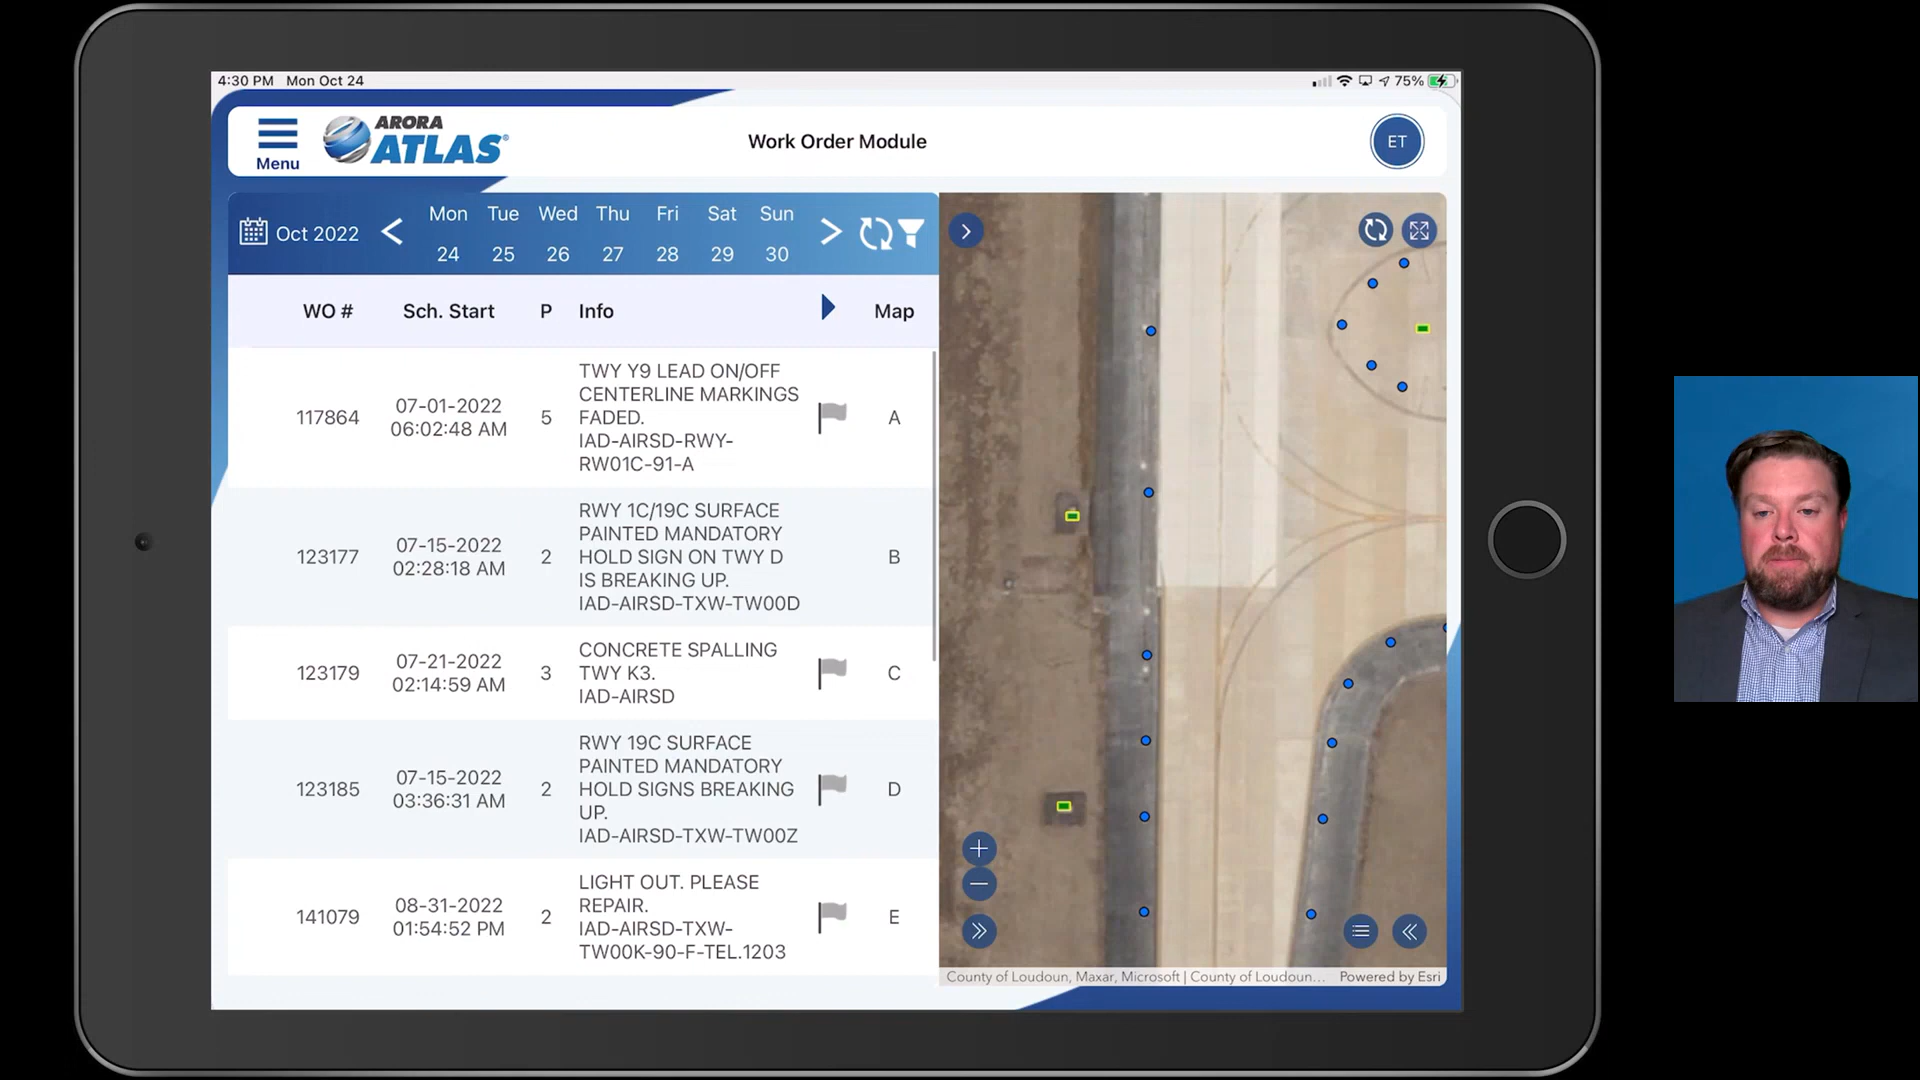 4:30 PM Mon Oct 24
75%
Menu
ARORA
ATLAS®
Work Order Module
ET
Oct 2022
Mon Tue Wed Thu Fri Sat Sun
24 25 26 27 28 29 30
WO # Sch. Start P Info Map
117864
07-01-2022
06:02:48 AM
5
TWY Y9 LEAD ON/OFF
CENTERLINE MARKINGS
FADED.
IAD-AIRSD-RWY-
RW01C-91-A
A
123177
07-15-2022
02:28:18 AM
2
RWY 1C/19C SURFACE
PAINTED MANDATORY
HOLD SIGN ON TWY D
IS BREAKING UP.
IAD-AIRSD-TXW-TW00D
B
123179
07-21-2022
02:14:59 AM
3
CONCRETE SPALLING
TWY K3.
IAD-AIRSD
C
123185
07-15-2022
03:36:31 AM
2
RWY 19C SURFACE
PAINTED MANDATORY
HOLD SIGNS BREAKING
UP.
IAD-AIRSD-TXW-TW00Z
D
141079
08-31-2022
01:54:52 PM
2
LIGHT OUT. PLEASE
REPAIR.
IAD-AIRSD-TXW-
TW00K-90-F-TEL.1203
E
County of Loudoun, Maxar, Microsoft | County of Loudoun... Powered by Esri